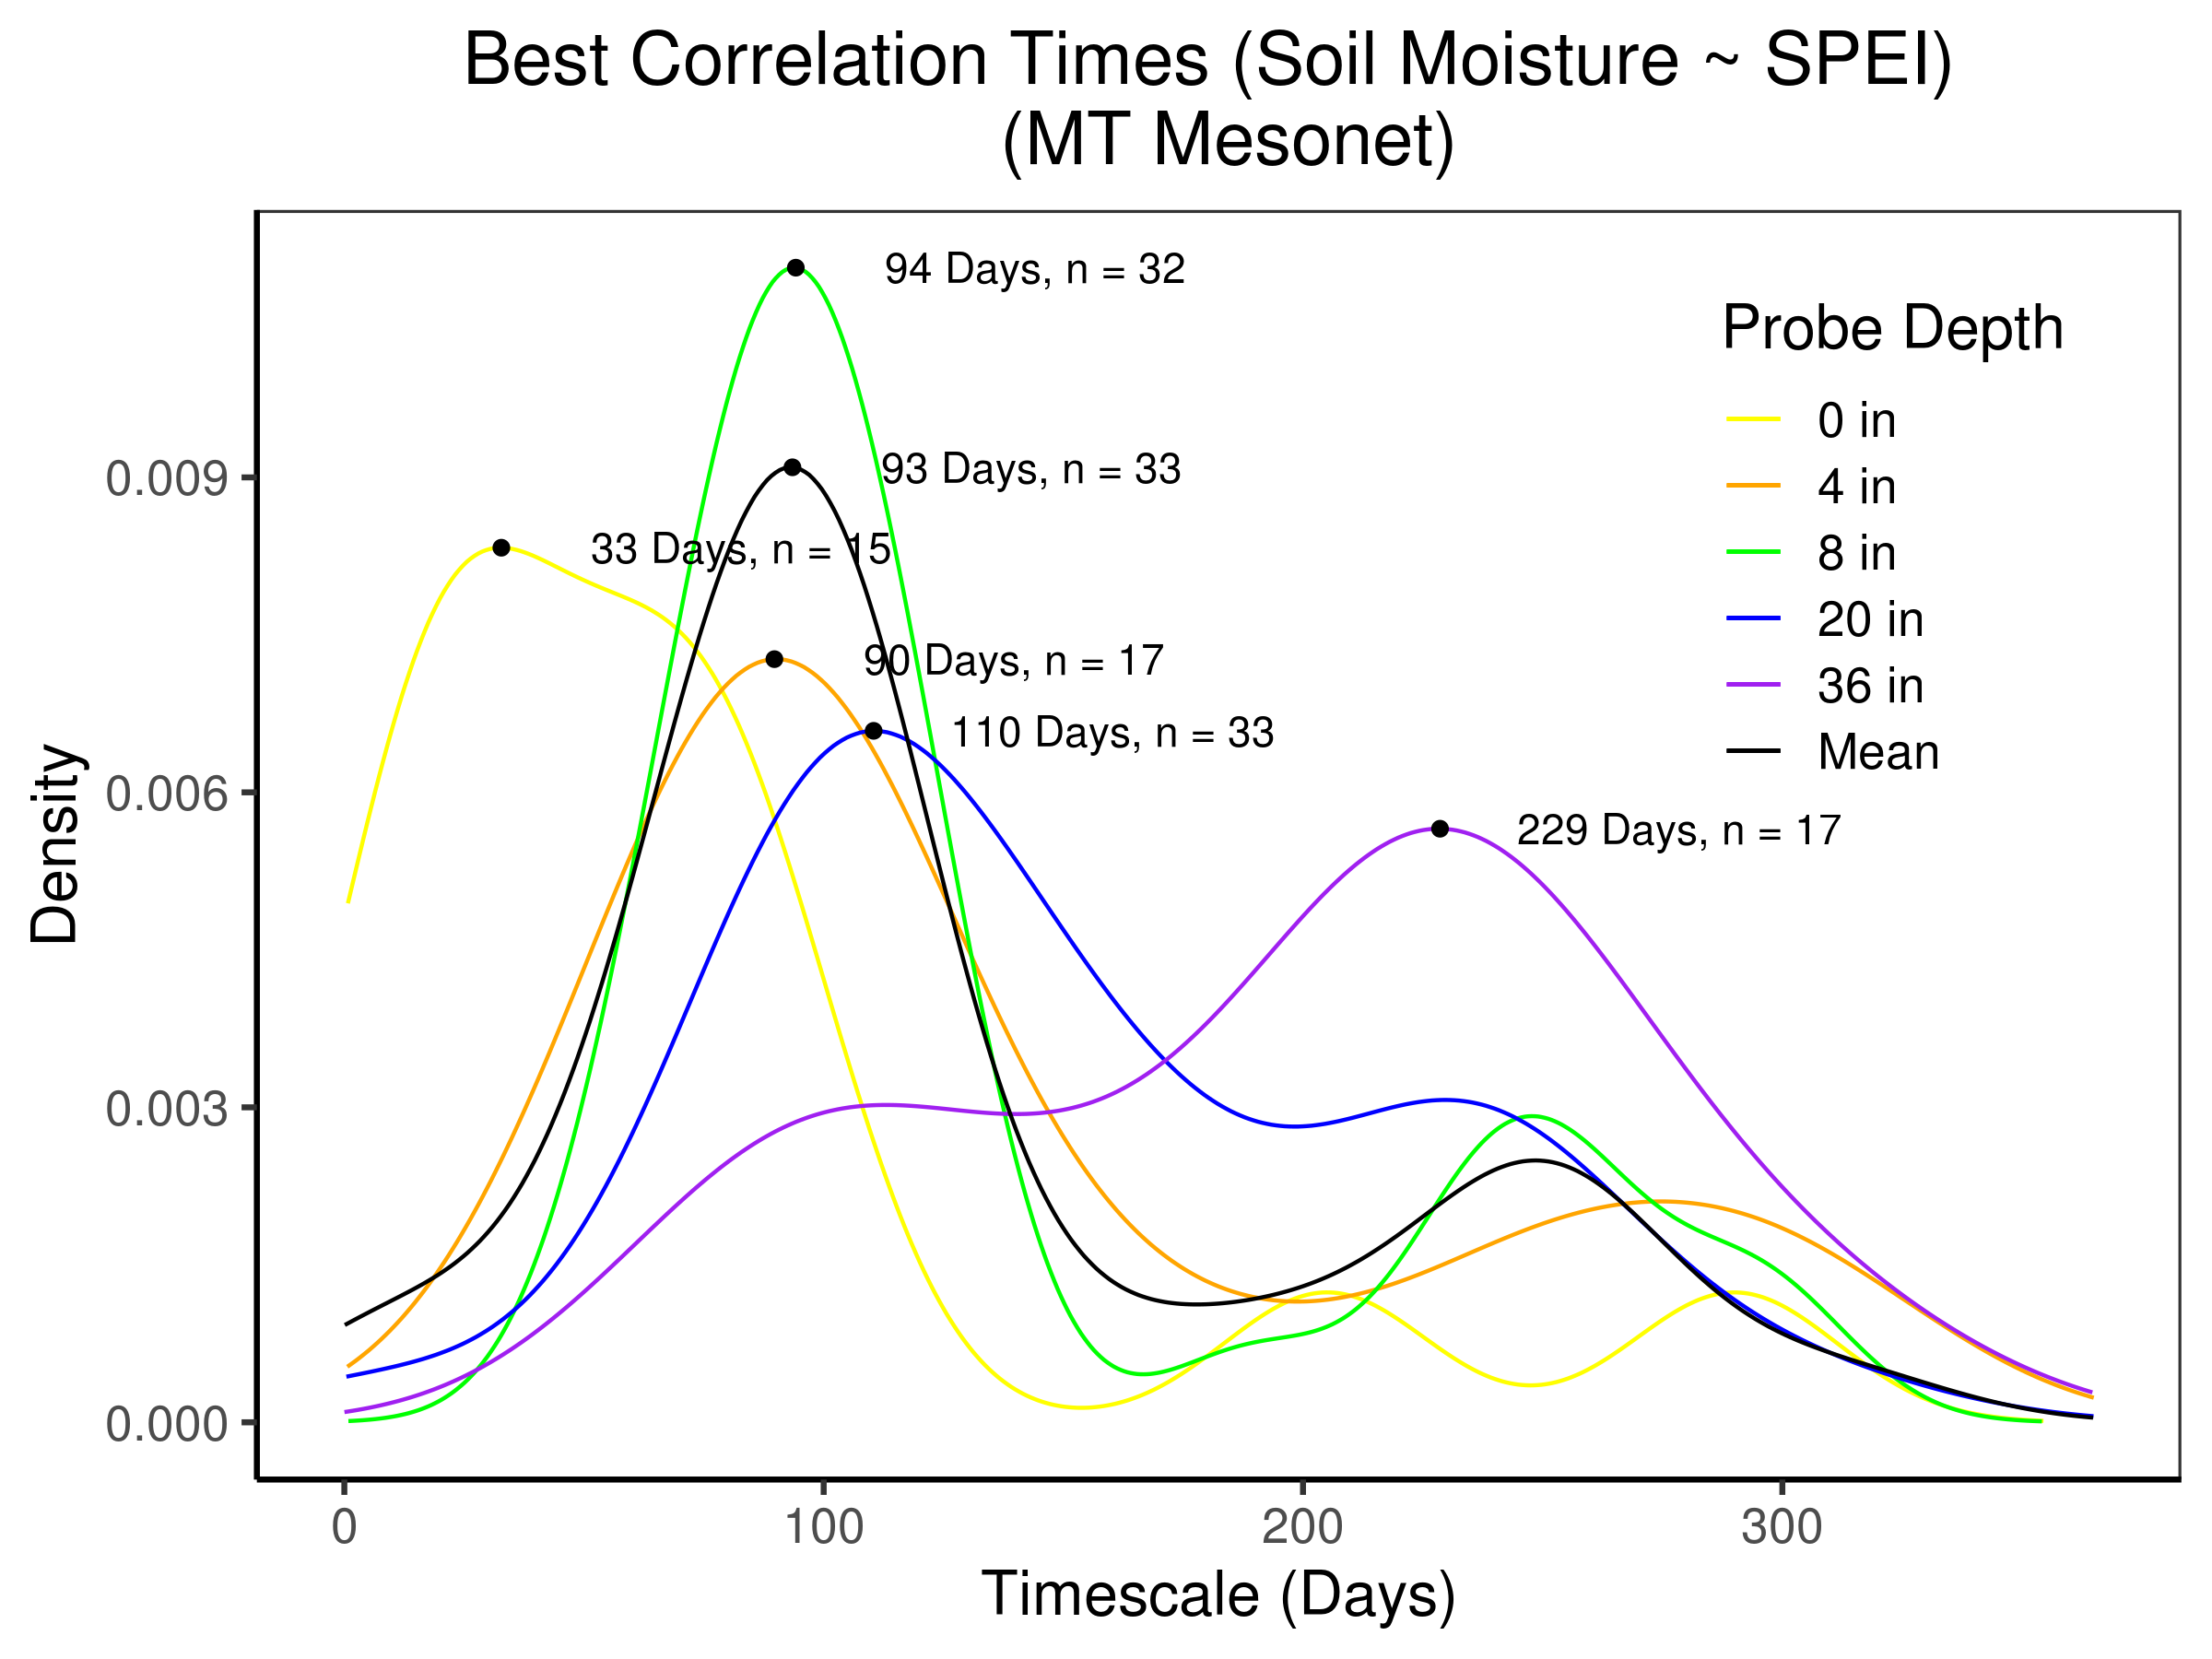 Best Correlation Times (Soil Moisture ~ SPEI)
(MT Mesonet)
94 Days, n = 32
93 Days, n = 33
33 Days, n = 15
90 Days, n = 17
110 Days, n = 33
229 Days, n = 17
Probe Depth
0 in
4 in
8 in
20 in
36 in
Mean
Density
0.009
0.006
0.003
0.000
0
100
200
300
Timescale (Days)